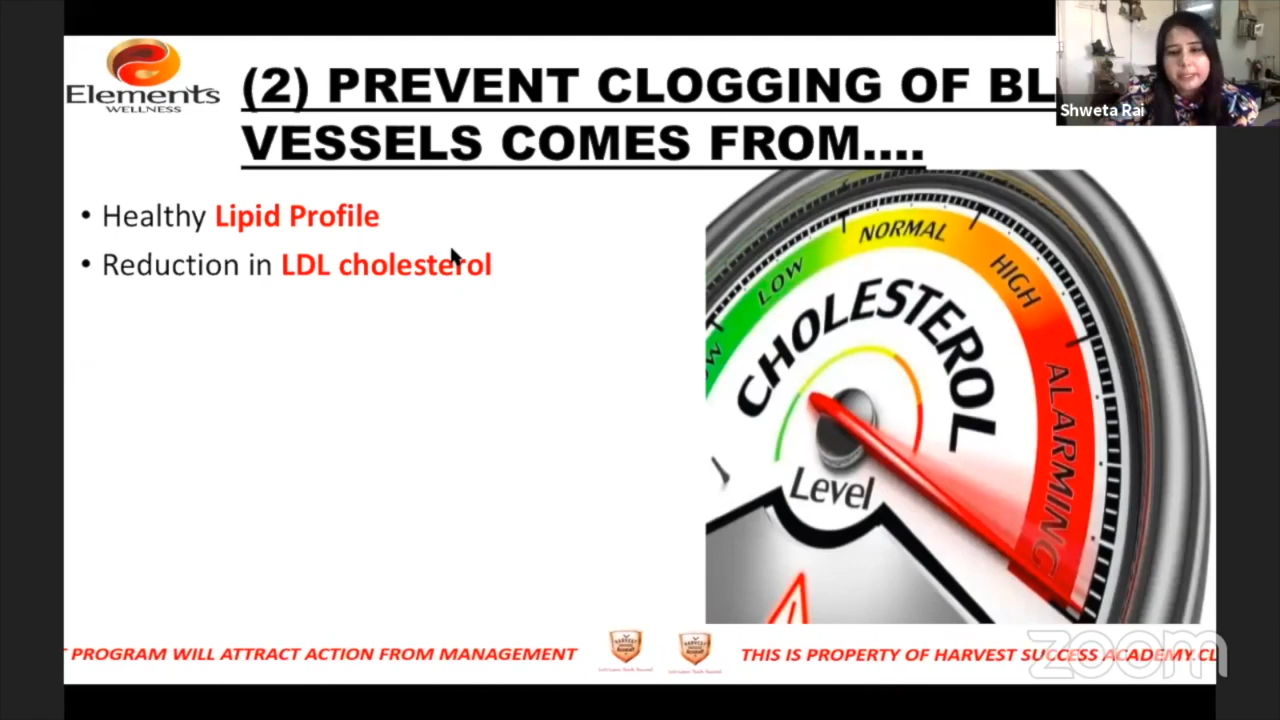 Elements
WELLNESS
(2) PREVENT CLOGGING OF BL
VESSELS COMES FROM....
Shweta Rai
• Healthy Lipid Profile
• Reduction in LDL cholesterol
LOW
NORMAL
HIGH
ALARMING
CHOLESTEROL
Level
PROGRAM WILL ATTRACT ACTION FROM MANAGEMENT
HARVEST
THIS IS PROPERTY OF HARVEST SUCCESS ACADEMY.CL
zoom